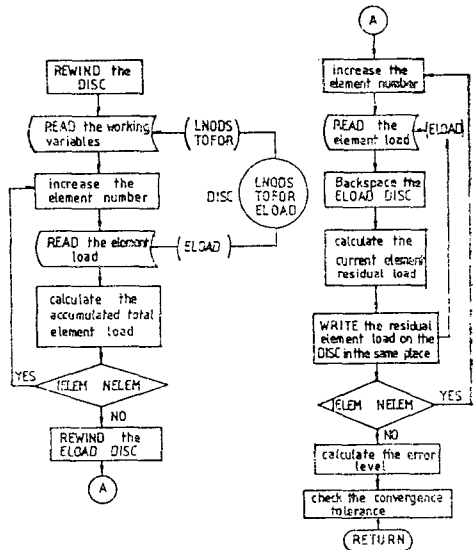 REWIND the
DISC
READ the working
variables
(LNODS
TOFOR)
increase the
element number
DISC
LNODS
TOFOR
ELOAD
READ the element
load
(ELOAD)
calculate the
accumulated total
element load
YES
IELEM NELEM
NO
REWIND the
ELOAD DISC
A
A
increase the
element number
READ the
element load
(ELOAD)
Backspace the
ELOAD DISC
calculate the
current element
residual load
WRITE the residual
element load on the
DISC in the same place
IELEM NELEM
YES
NO
calculate the error
level
check the convergence
tolerance
RETURN